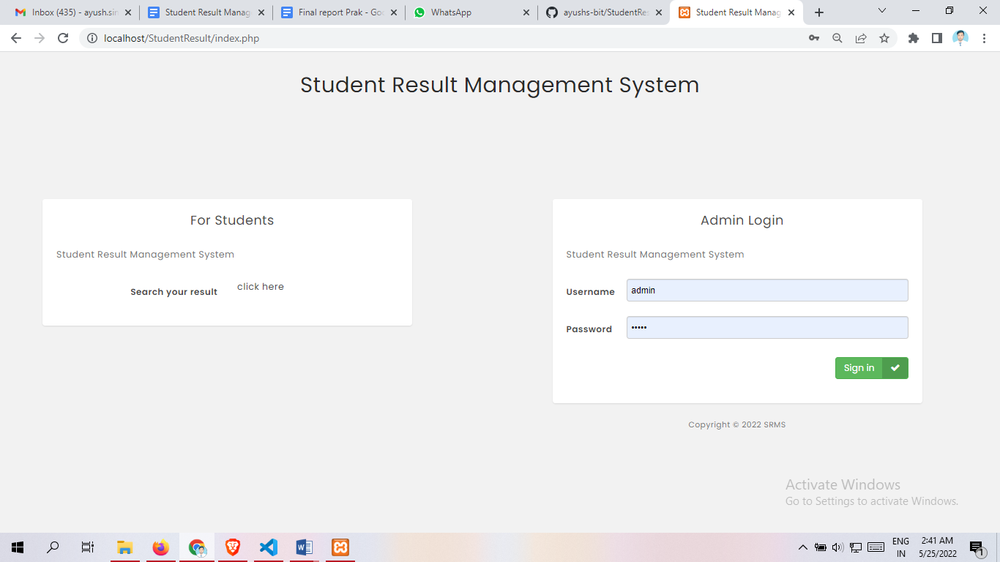 Inbox (435) - ayush.sin
Student Result Manag
Final report Prak - Goo
WhatsApp
ayushs-bit/StudentRes
Student Result Manag
localhost/StudentResult/index.php
Student Result Management System
For Students
Student Result Management System
Search your result click here
Admin Login
Student Result Management System
Username admin
Password •••••
Sign in
Copyright © 2022 SRMS
Activate Windows
Go to Settings to activate Windows.
ENG
IN
2:41 AM
5/25/2022
1